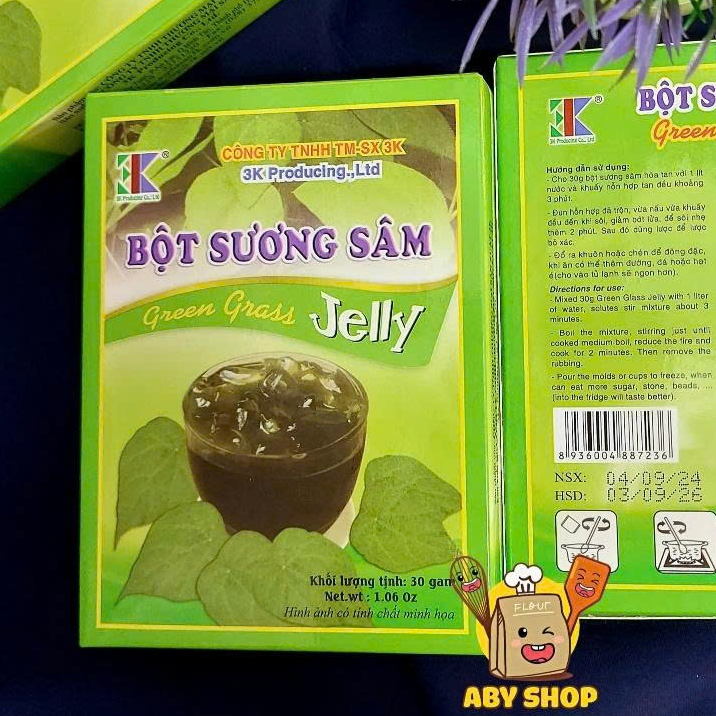 3K
®
3K Producing Co., Ltd
CÔNG TY TNHH TM-SX 3K
3K Producing.,Ltd
BỘT SƯƠNG SÂM
Green Grass Jelly
Khối lượng tịnh: 30 gam
Net.wt : 1.06 Oz
Hình ảnh có tính chất minh họa
3K
®
3K Producing Co., Ltd
BỘT S
Green
Hướng dẫn sử dụng:
- Cho 30g bột sương sâm hòa tan với 1 lít
nước và khuấy hỗn hợp tan đều khoảng
3 phút.
- Đun hỗn hợp đã trộn, vừa nấu vừa khuấy
đều đến khi sôi, giảm bớt lửa, để sôi nhẹ
thêm 2 phút. Sau đó dùng lược để lược
bỏ xác.
- Đổ ra khuôn hoặc chén để đông đặc,
khi ăn có thể thêm đường, đá hoặc hạt
é(cho vào tủ lạnh sẽ ngon hơn).
Directions for use:
- Mixed 30g Green Glass Jelly with 1 liter
of water, solutes stir mixture about 3
minutes.
- Boil the mixture, stirring just until
cooked medium boil, reduce the fire and
cook for 2 minutes. Then remove the
rubbing.
- Pour the molds or cups to freeze, when
can eat more sugar, stone, beads, ...
(into the fridge will taste better).
8 936004 887236
NSX: 04/09/24
HSD: 03/09/26
FLOUR
ABY SHOP